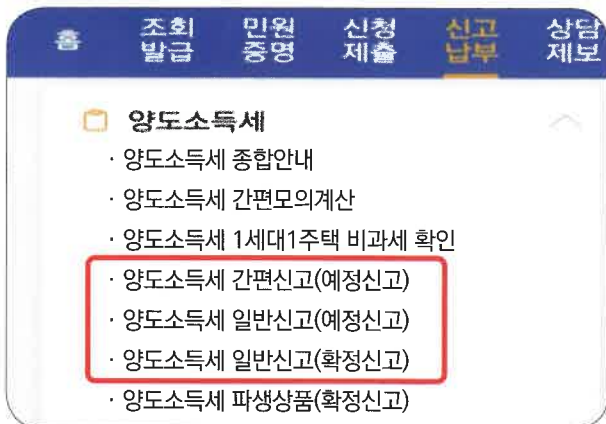 홈 조회 민원 신청 신고 상담
발급 증명 제출 납부 제보
양도소득세
· 양도소득세 종합안내
· 양도소득세 간편모의계산
· 양도소득세 1세대1주택 비과세 확인
· 양도소득세 간편신고(예정신고)
· 양도소득세 일반신고(예정신고)
· 양도소득세 일반신고(확정신고)
· 양도소득세 파생상품(확정신고)